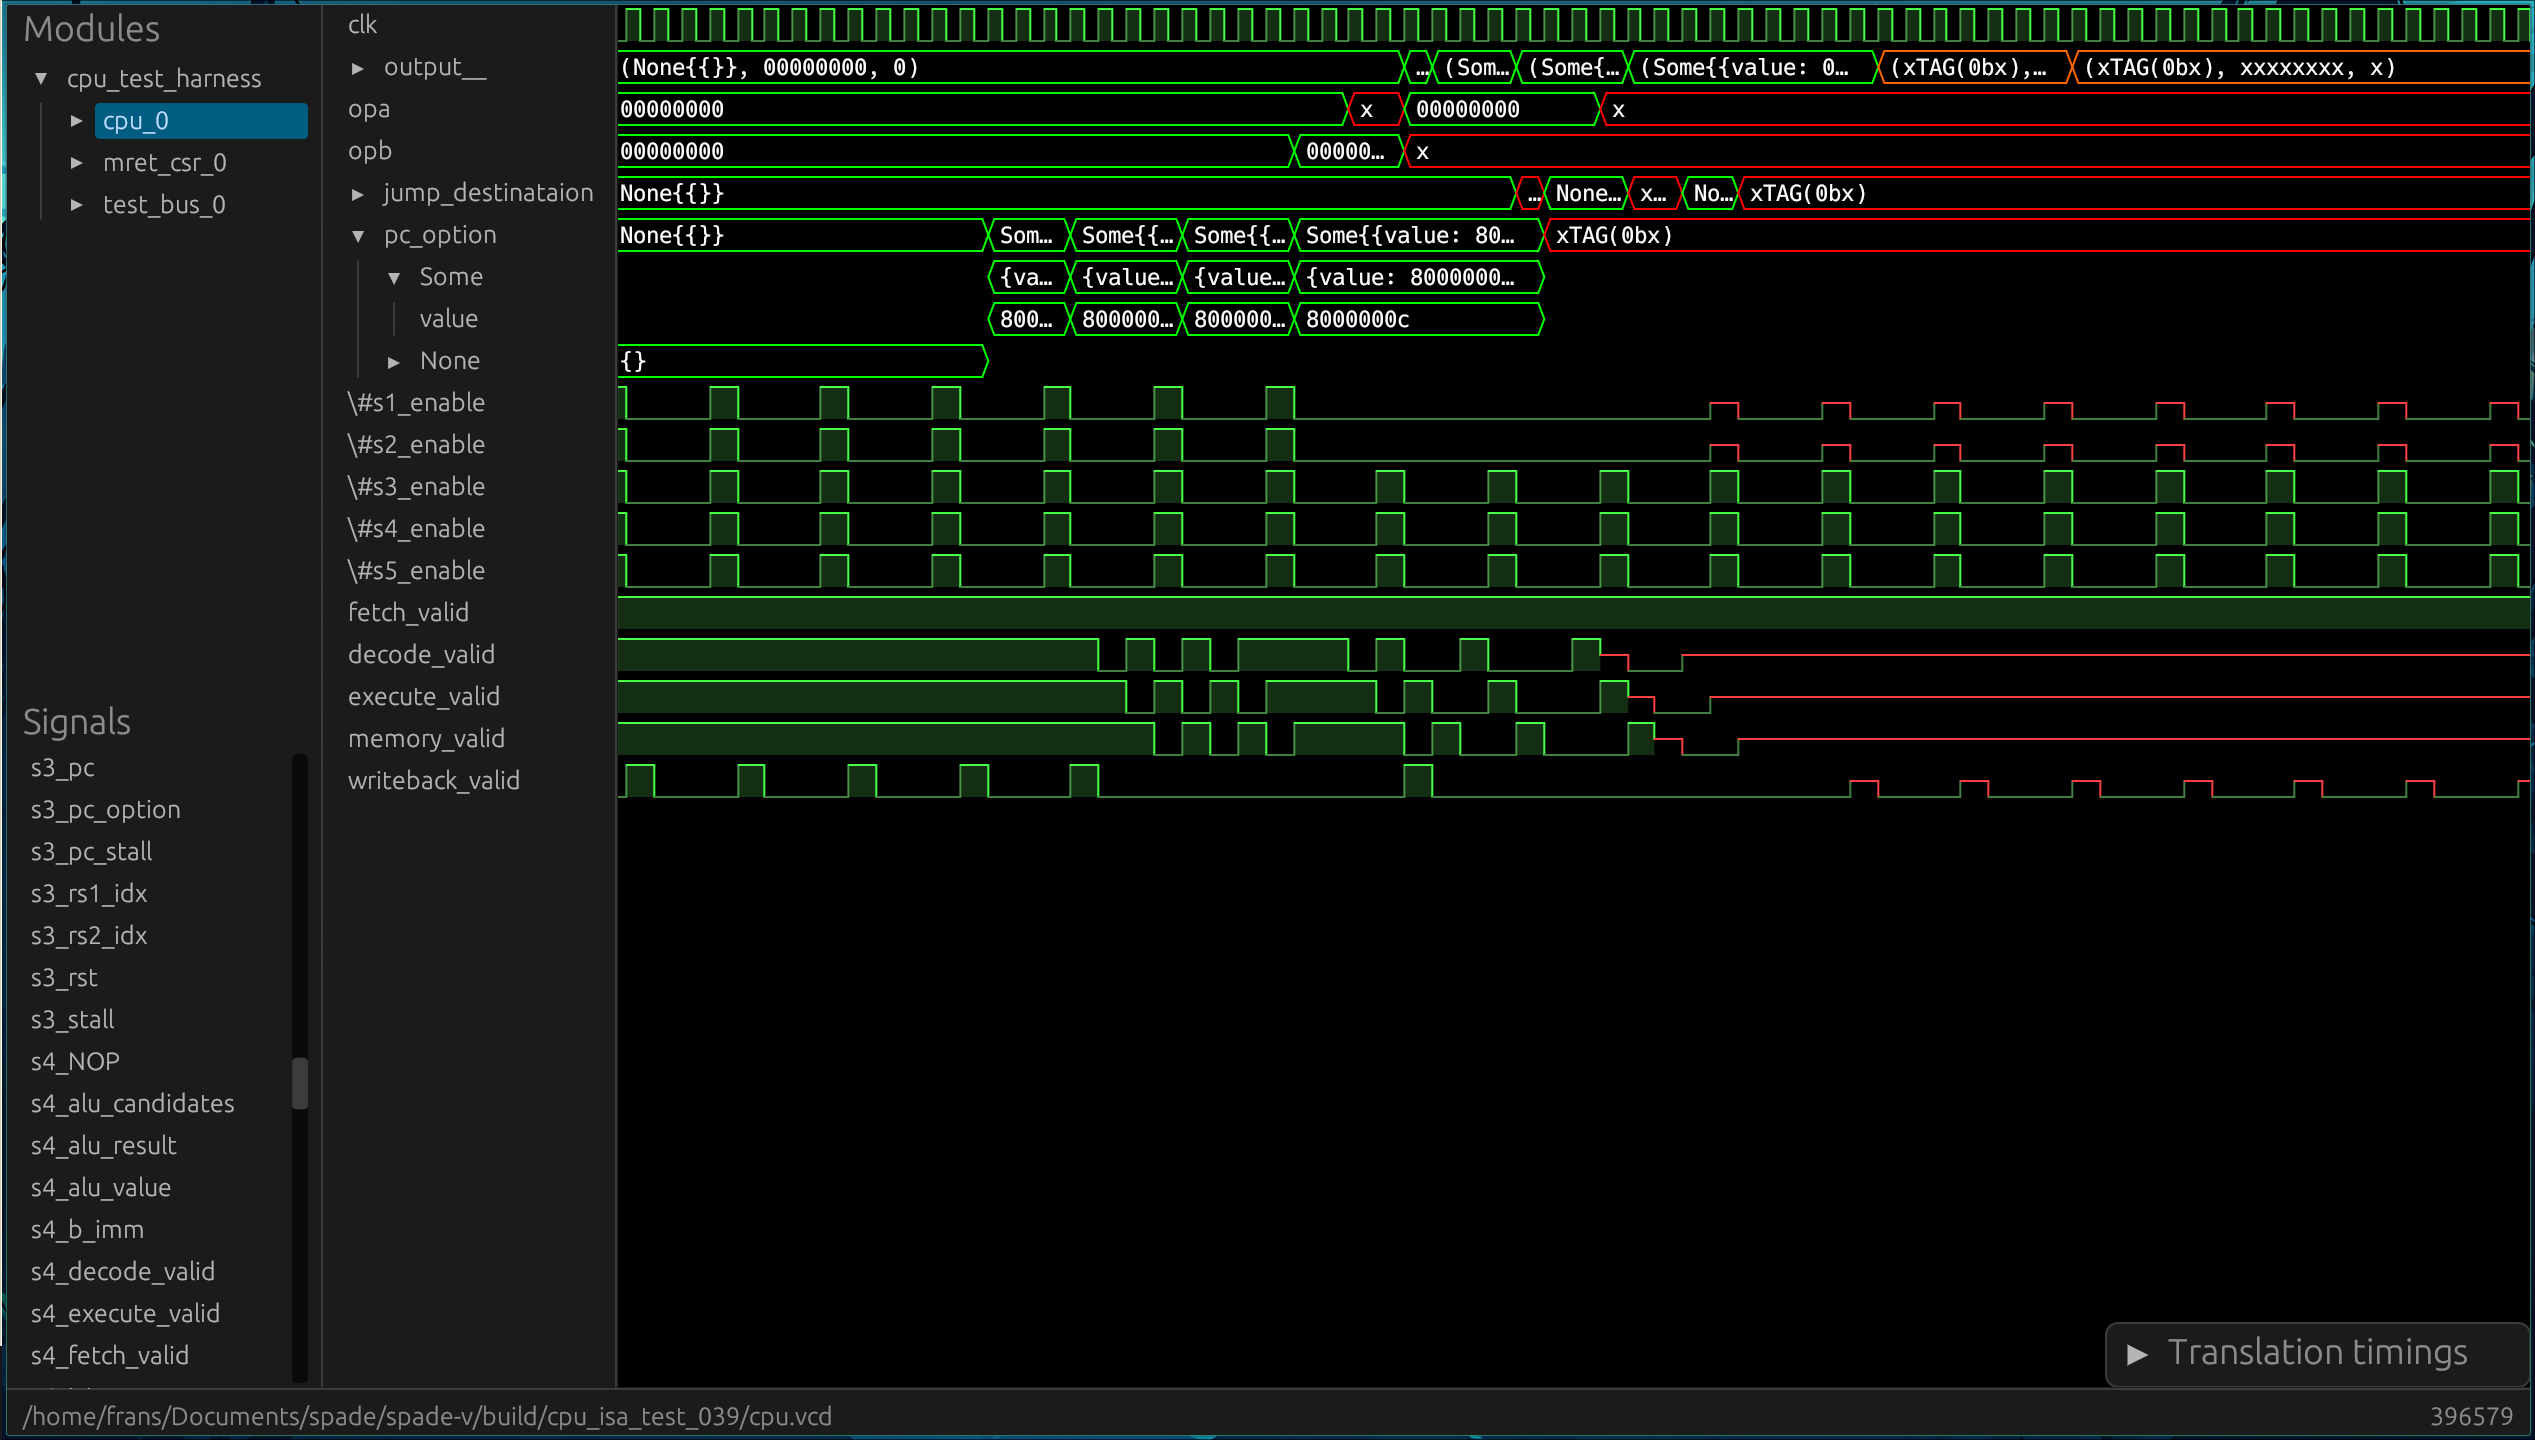 Modules
cpu_test_harness
cpu_0
mret_csr_0
test_bus_0
Signals
s3_pc
s3_pc_option
s3_pc_stall
s3_rs1_idx
s3_rs2_idx
s3_rst
s3_stall
s4_NOP
s4_alu_candidates
s4_alu_result
s4_alu_value
s4_b_imm
s4_decode_valid
s4_execute_valid
s4_fetch_valid
clk
output__ (None{{}}, 00000000, 0) … (Som… (Some{… (Some{{value: 0… (xTAG(0bx),… (xTAG(0bx), xxxxxxxx, x)
opa 00000000 x 00000000 x
opb 00000000 00000… x
jump_destinataion None{{}} … None… x… No… xTAG(0bx)
pc_option None{{}} Som… Some{{… Some{{… Some{{value: 80… xTAG(0bx)
Some {va… {value… {value… {value: 8000000…
value 800… 800000… 800000… 8000000c
None {}
\#s1_enable
\#s2_enable
\#s3_enable
\#s4_enable
\#s5_enable
fetch_valid
decode_valid
execute_valid
memory_valid
writeback_valid
Translation timings
/home/frans/Documents/spade/spade-v/build/cpu_isa_test_039/cpu.vcd 396579